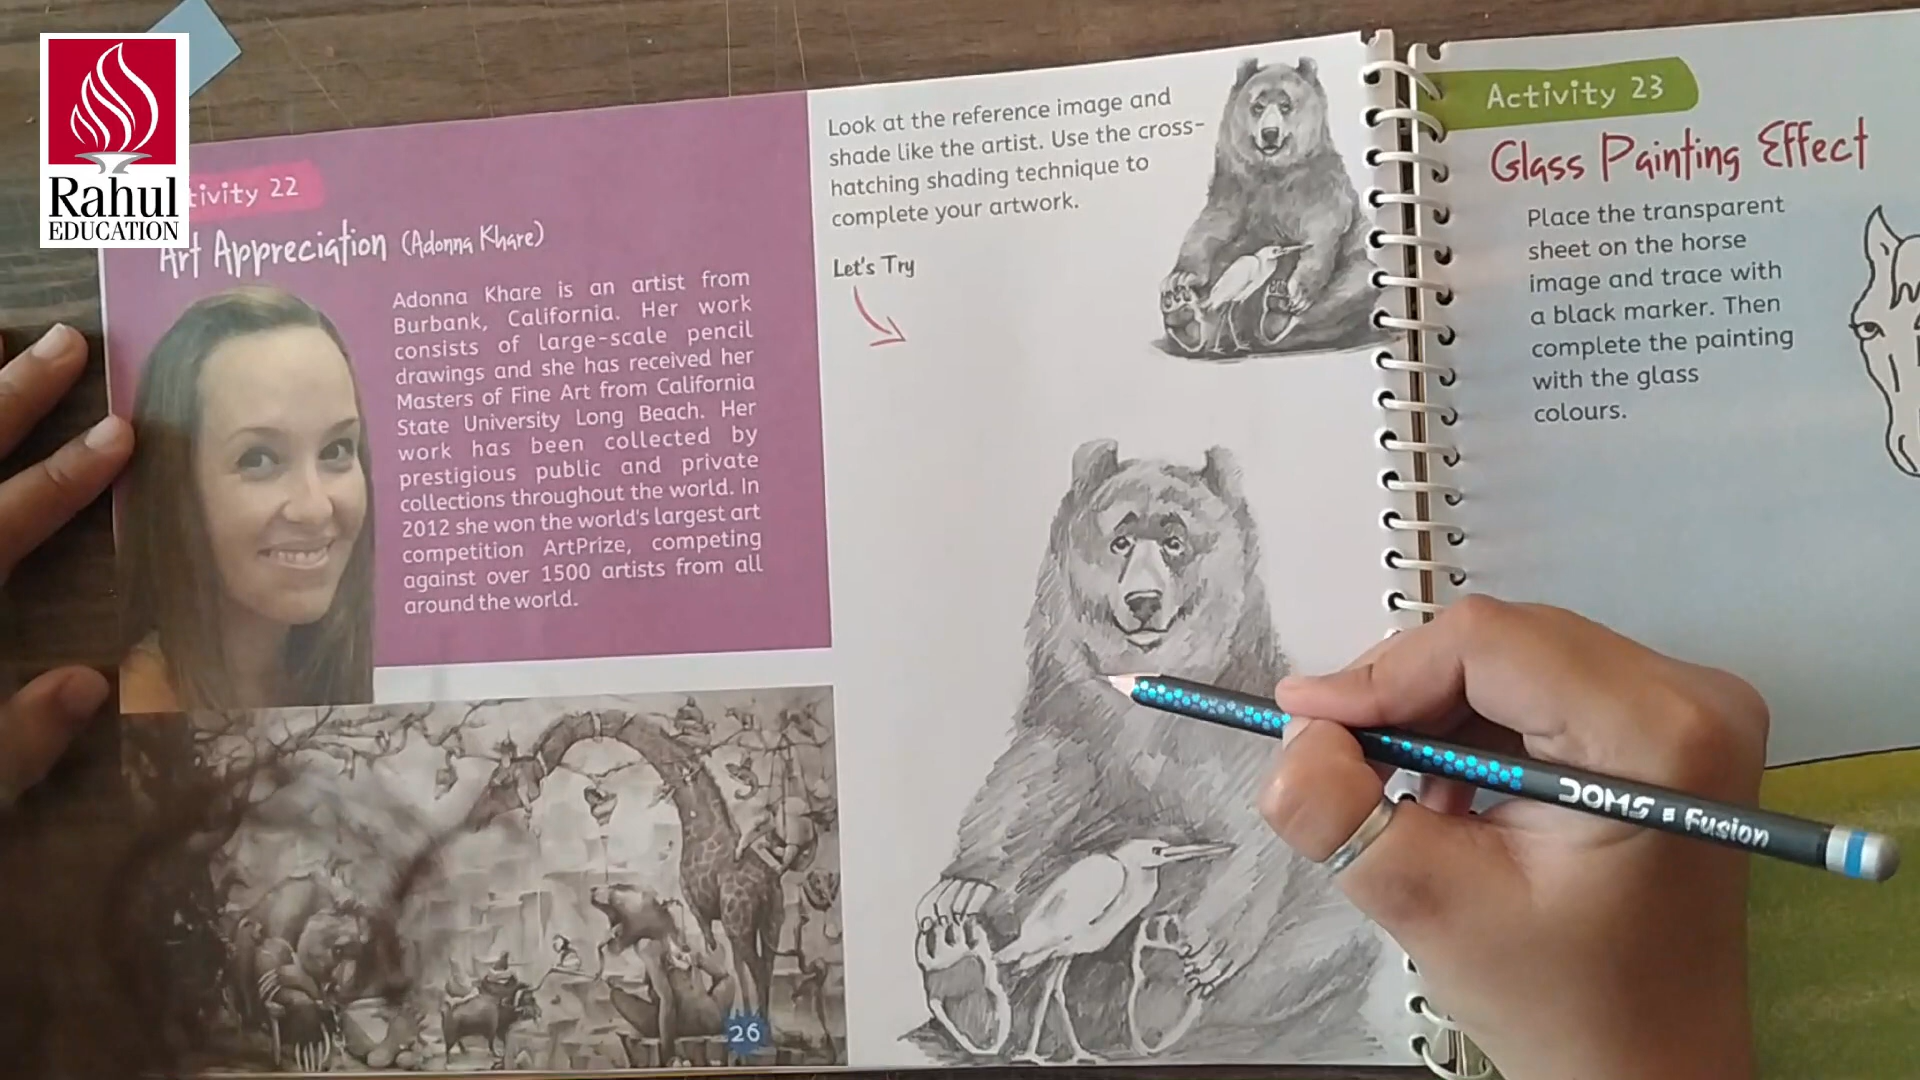 Rahul
EDUCATION
tivity 22
Art Appreciation (Adonna Khare)
Adonna Khare is an artist from
Burbank, California. Her work
consists of large-scale pencil
drawings and she has received her
Masters of Fine Art from California
State University Long Beach. Her
work has been collected by
prestigious public and private
collections throughout the world. In
2012 she won the world's largest art
competition ArtPrize, competing
against over 1500 artists from all
around the world.
26
Look at the reference image and
shade like the artist. Use the cross-
hatching shading technique to
complete your artwork.
Let's Try
Activity 23
Glass Painting Effect
Place the transparent
sheet on the horse
image and trace with
a black marker. Then
complete the painting
with the glass
colours.
DOMS Fusion